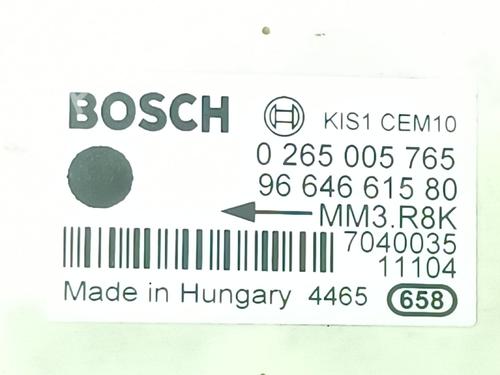 BOSCH KIS1 CEM10
0 265 005 765
96 646 615 80
MM3.R8K
7040035
11104
Made in Hungary 4465 658